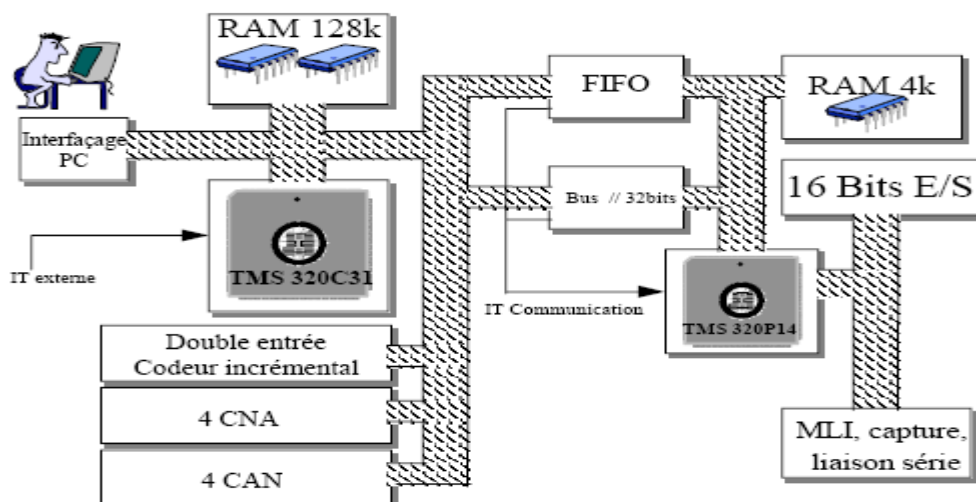 RAM 128k
FIFO
RAM 4k
Interfaçage
PC
Bus // 32bits
16 Bits E/S
IT externe
TMS 320C31
IT Communication
TMS 320P14
Double entrée
Codeur incrémental
4 CNA
4 CAN
MLI, capture,
liaison série